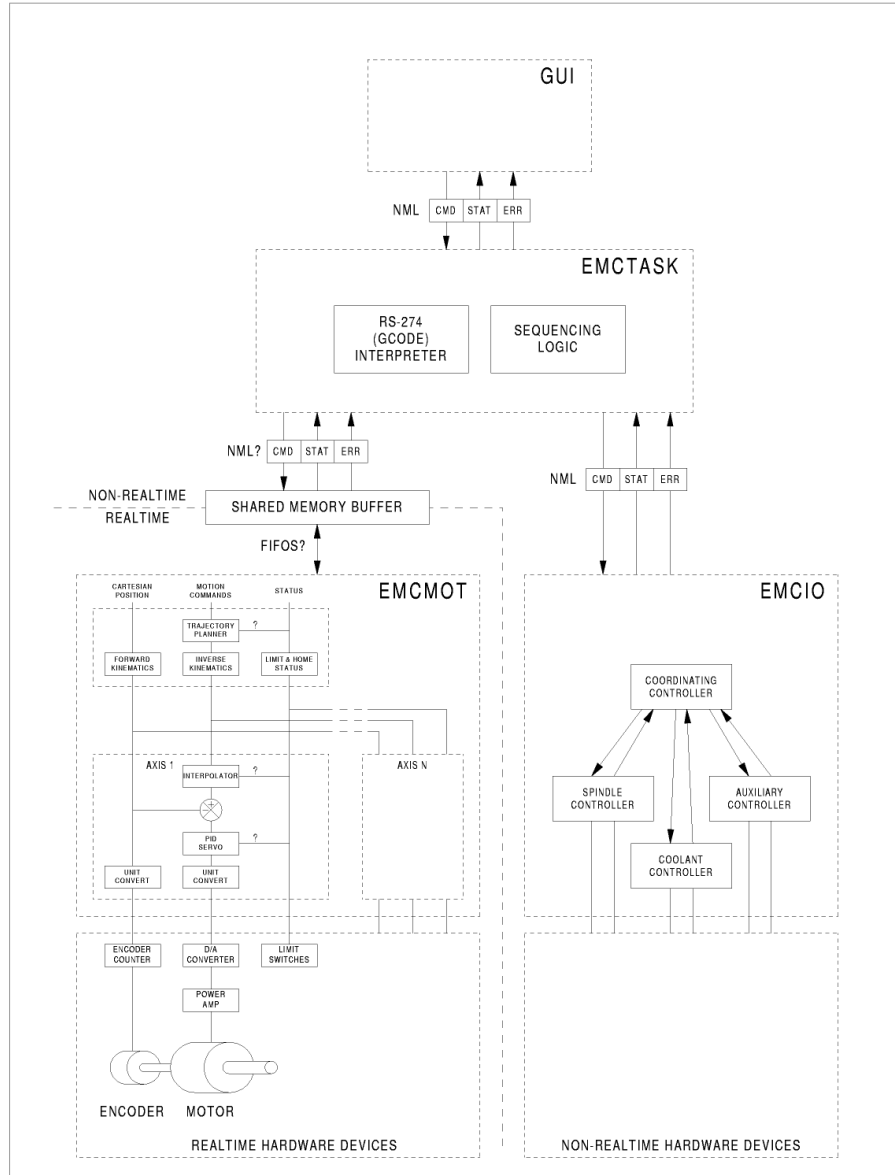 GUI
NML
CMD
STAT
ERR
EMCTASK
RS-274
(GCODE)
INTERPRETER
SEQUENCING
LOGIC
NML?
CMD
STAT
ERR
NML
CMD
STAT
ERR
NON-REALTIME
REALTIME
SHARED MEMORY BUFFER
FIFOS?
EMCMOT
CARTESIAN
POSITION
MOTION
COMMANDS
STATUS
TRAJECTORY
PLANNER
?
FORWARD
KINEMATICS
INVERSE
KINEMATICS
LIMIT & HOME
STATUS
AXIS 1
INTERPOLATOR
?
+
-
PID
SERVO
?
UNIT
CONVERT
UNIT
CONVERT
AXIS N
EMCIO
COORDINATING
CONTROLLER
SPINDLE
CONTROLLER
AUXILIARY
CONTROLLER
COOLANT
CONTROLLER
ENCODER
COUNTER
D/A
CONVERTER
LIMIT
SWITCHES
POWER
AMP
ENCODER
MOTOR
REALTIME HARDWARE DEVICES
NON-REALTIME HARDWARE DEVICES